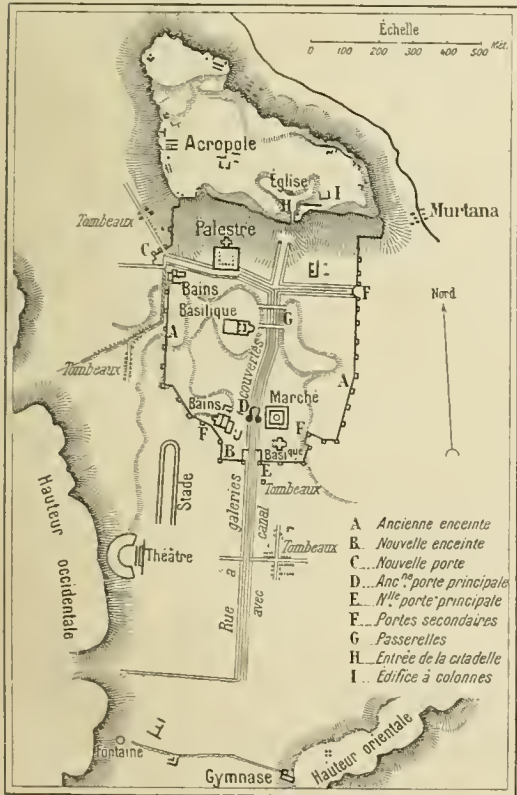 Échelle
0 100 200 300 400 500 Mèt.
Acropole
Église
I
H
Murtana
Tombeaux
Palestre
C
Nord
Bains
F
Basilique
G
A
Tombeaux
couvertes
A
Marché
D
Bains
F
F
Basique
B
E
Tombeaux
Stade
galeries
canal
Hauteur occidentale
Théâtre
Tombeaux
Rue à
avec
A Ancienne enceinte
B Nouvelle enceinte
C Nouvelle porte
D Ancne porte principale
E Nlle porte principale
F Portes secondaires
G Passerelles
H Entrée de la citadelle
I Édifice à colonnes
Fontaine
Gymnase
Hauteur orientale